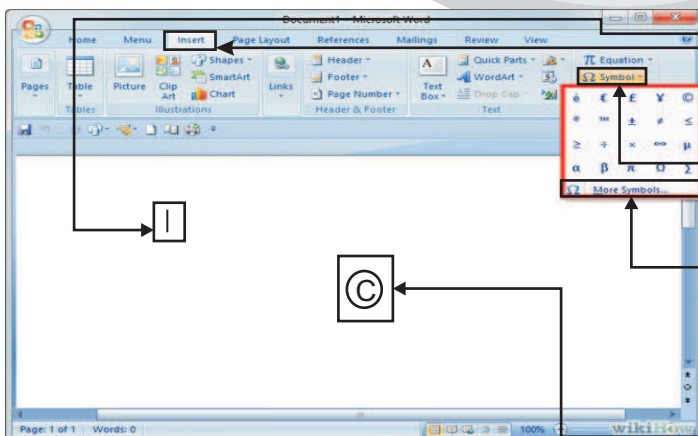 Document1 - Microsoft Word
Home Menu Insert Page Layout References Mailings Review View
Pages Table Picture Clip Art Shapes SmartArt Chart Links Header Footer Page Number Text Box Quick Parts WordArt Drop Cap π Equation Ω Symbol
Tables Illustrations Header & Footer Text
è € £ ¥ ©
® ™ ± ≠ ≤
≥ ÷ × ∞ µ
α β π Ω Σ
Ω More Symbols...
|
©
Page: 1 of 1 Words: 0 100%
wikiHow